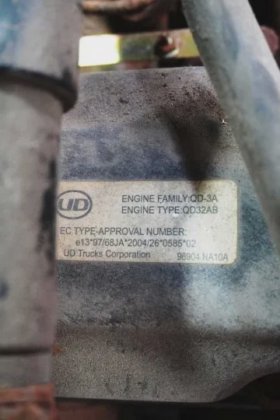 UD ENGINE FAMILY:QD-3A
ENGINE TYPE:QD32AB
EC TYPE-APPROVAL NUMBER:
e13*97/68JA*2004/26*0585*02
UD Trucks Corporation 96904 NA10A